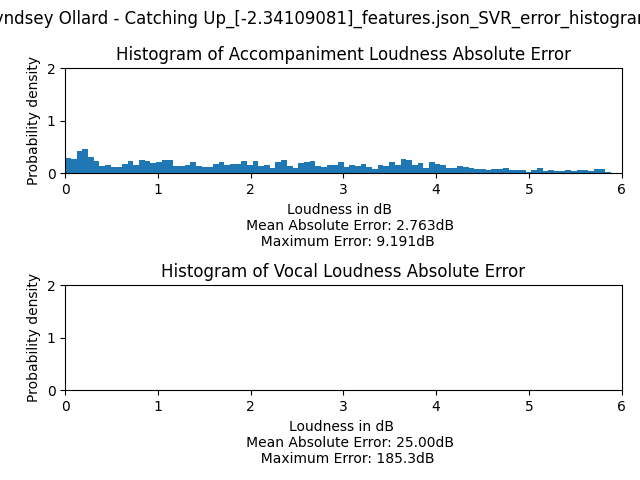 yndsey Ollard - Catching Up_[-2.34109081]_features.json_SVR_error_histogram
Histogram of Accompaniment Loudness Absolute Error
Probability density
2
1
0
0 1 2 3 4 5 6
Loudness in dB
Mean Absolute Error: 2.763dB
Maximum Error: 9.191dB
Histogram of Vocal Loudness Absolute Error
Probability density
2
1
0
0 1 2 3 4 5 6
Loudness in dB
Mean Absolute Error: 25.00dB
Maximum Error: 185.3dB